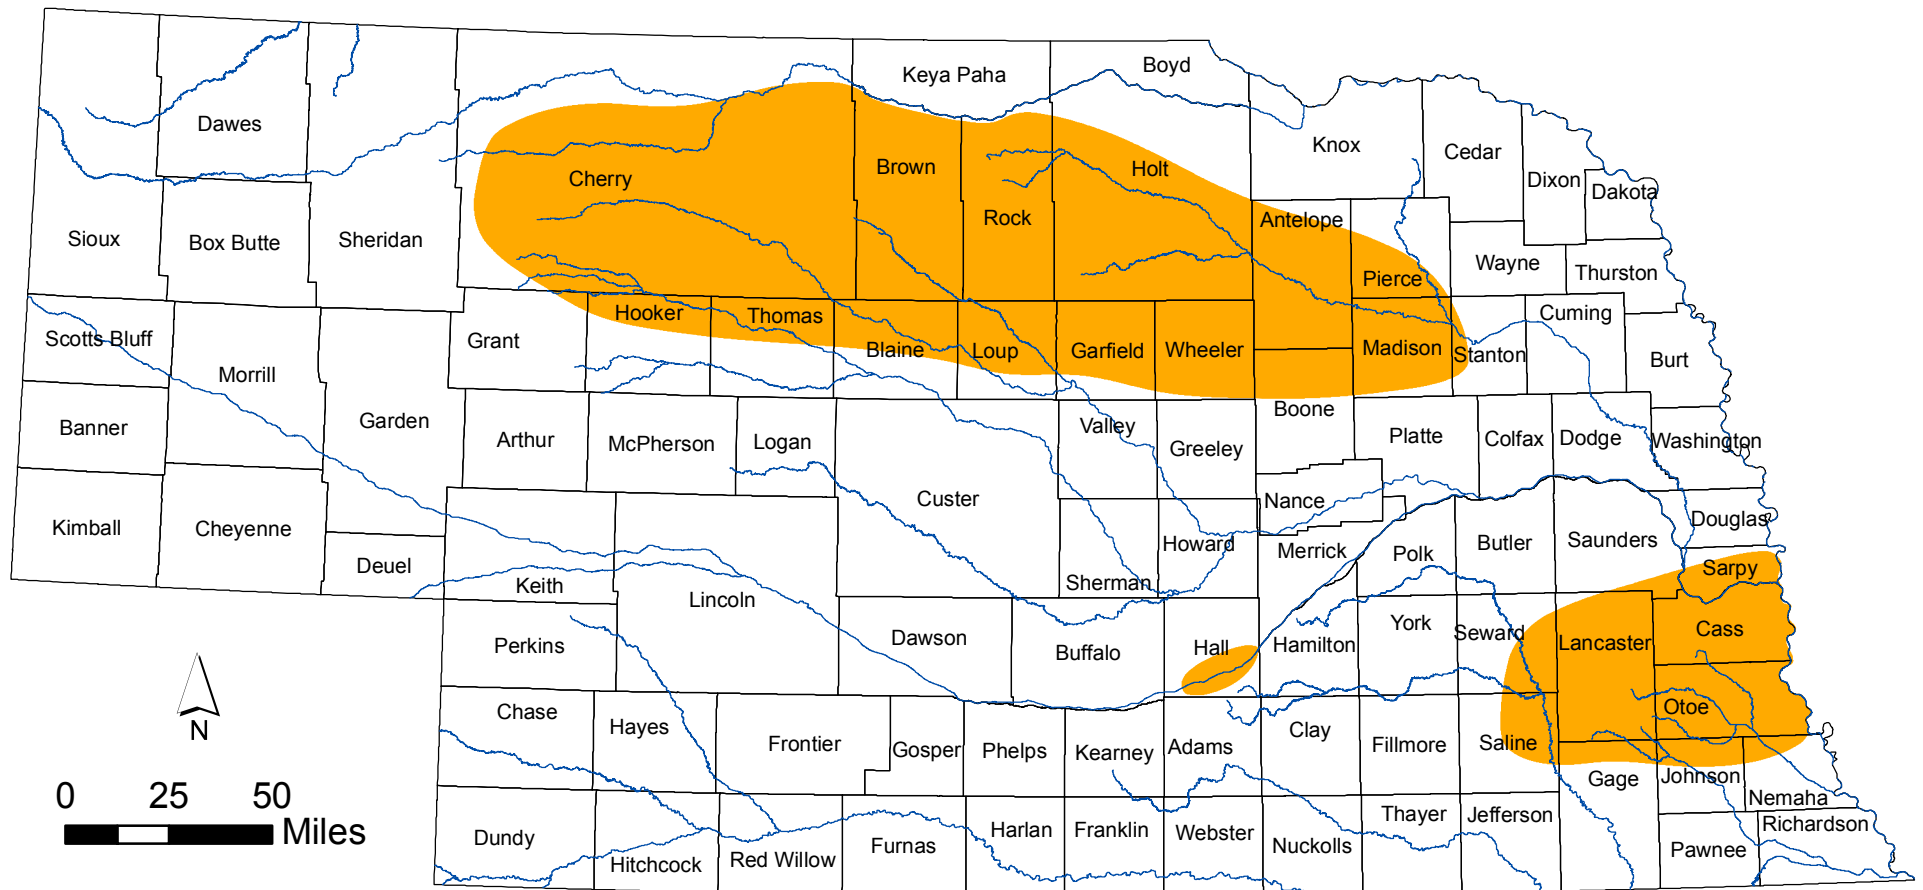 Keya Paha
Boyd
Dawes
Knox
Cedar
Cherry
Brown
Holt
Dixon
Dakota
Sioux
Box Butte
Sheridan
Rock
Antelope
Pierce
Wayne
Thurston
Scotts Bluff
Grant
Hooker
Thomas
Blaine
Loup
Garfield
Wheeler
Madison
Stanton
Cuming
Burt
Morrill
Banner
Garden
Arthur
McPherson
Logan
Valley
Greeley
Boone
Platte
Colfax
Dodge
Washington
Kimball
Cheyenne
Deuel
Keith
Lincoln
Custer
Sherman
Howard
Nance
Merrick
Polk
Butler
Saunders
Douglas
Sarpy
Perkins
Dawson
Buffalo
Hall
Hamilton
York
Seward
Lancaster
Cass
Otoe
Chase
Hayes
Frontier
Gosper
Phelps
Kearney
Adams
Clay
Fillmore
Saline
Gage
Johnson
Nemaha
Dundy
Hitchcock
Red Willow
Furnas
Harlan
Franklin
Webster
Nuckolls
Thayer
Jefferson
Pawnee
Richardson
N
0 25 50
Miles